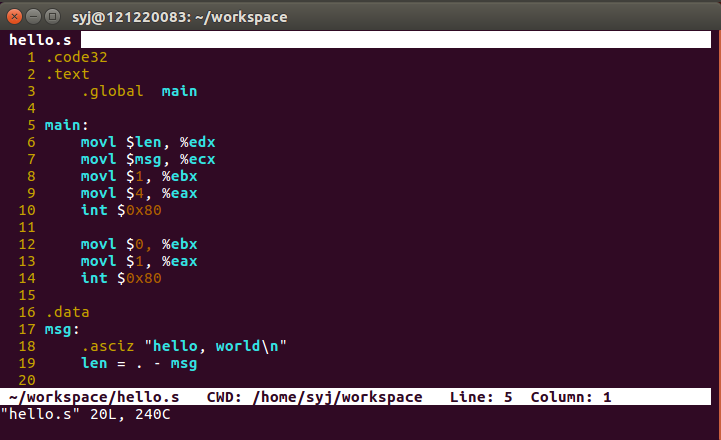 syj@121220083: ~/workspace
hello.s
1 .code32
2 .text
3     .global  main
4
5 main:
6     movl $len, %edx
7     movl $msg, %ecx
8     movl $1, %ebx
9     movl $4, %eax
10     int $0x80
11
12     movl $0, %ebx
13     movl $1, %eax
14     int $0x80
15
16 .data
17 msg:
18     .asciz "hello, world\n"
19     len = . - msg
20
~/workspace/hello.s   CWD: /home/syj/workspace   Line: 5  Column: 1
"hello.s" 20L, 240C